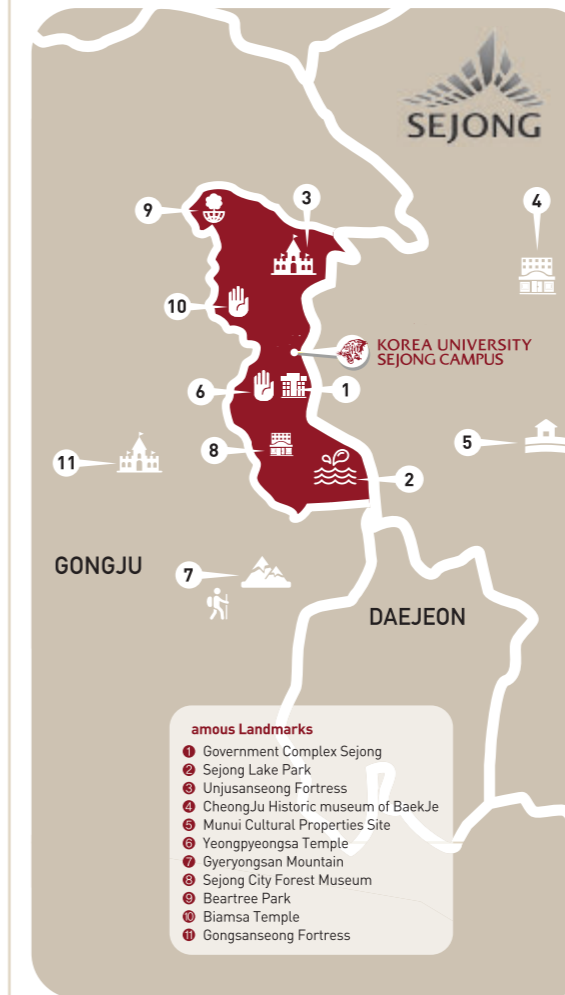 SEJONG
3
4
9
10
KOREA UNIVERSITY
SEJONG CAMPUS
6
1
5
8
11
2
GONGJU
7
DAEJEON
amous Landmarks
❶ Government Complex Sejong
❷ Sejong Lake Park
❸ Unjusanseong Fortress
❹ CheongJu Historic museum of BaekJe
❺ Munui Cultural Properties Site
❻ Yeongpyeongsa Temple
❼ Gyeryongsan Mountain
❽ Sejong City Forest Museum
❾ Beartree Park
❿ Biamsa Temple
⓫ Gongsanseong Fortress